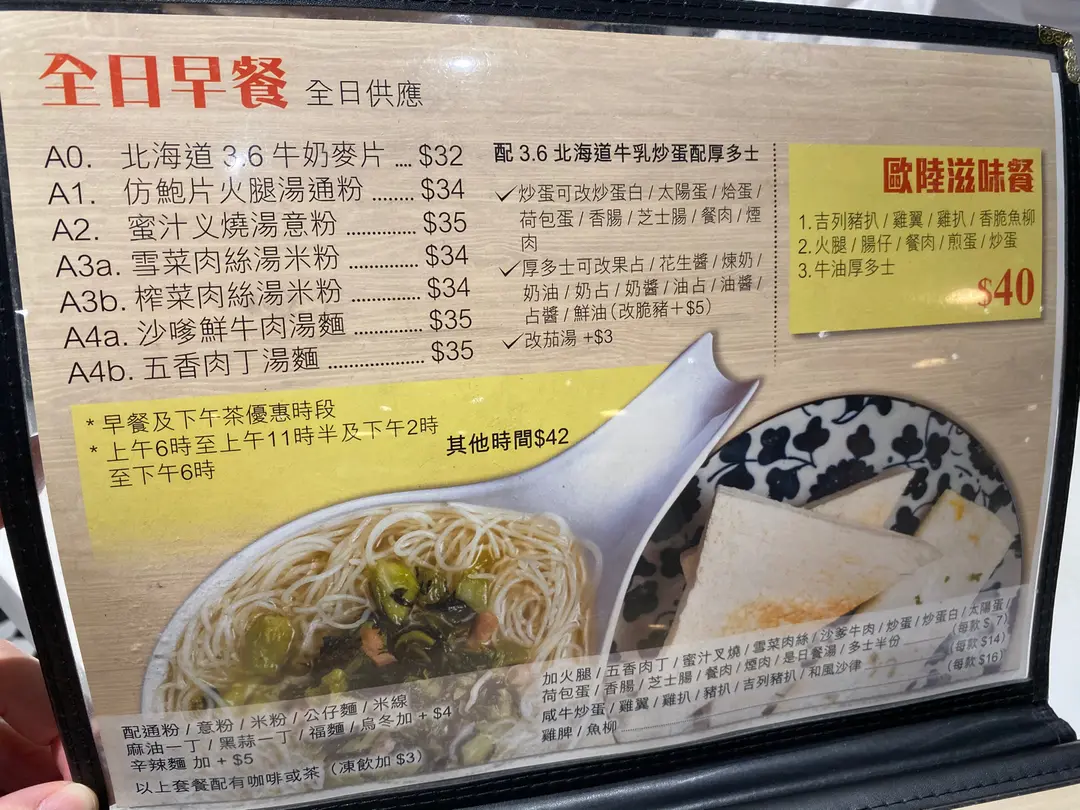 全日早餐 全日供應
A0. 北海道 3.6 牛奶麥片 .... $32
A1. 仿鮑片火腿湯通粉 ........ $34
A2. 蜜汁义燒湯意粉 ............. $35
A3a. 雪菜肉絲湯米粉 ............ $34
A3b. 榨菜肉絲湯米粉 ............ $34
A4a. 沙嗲鮮牛肉湯麵 ............ $35
A4b. 五香肉丁湯麵 ................. $35
配 3.6 北海道牛乳炒蛋配厚多士
✓炒蛋可改炒蛋白/太陽蛋/烚蛋/
荷包蛋/香腸/芝士腸/餐肉/煙
肉
✓厚多士可改果占/花生醬/煉奶/
奶油/奶占/奶醬/油占/油醬/
占醬/鮮油(改脆豬+$5)
✓改茄湯 +$3
歐陸滋味餐
1.吉列豬扒/雞翼/雞扒/香脆魚柳
2.火腿/腸仔/餐肉/煎蛋/炒蛋
3.牛油厚多士
$40
* 早餐及下午茶優惠時段
* 上午6時至上午11時半及下午2時
至下午6時
其他時間$42
配通粉/意粉/米粉/公仔麵/米線
麻油一丁/黑蒜一丁/福麵/烏冬加 + $4
辛辣麵 加 + $5
以上套餐配有咖啡或茶 (凍飲加 $3)
加火腿/五香肉丁/蜜汁叉燒/雪菜肉絲/沙爹牛肉/炒蛋/炒蛋白/太陽蛋/
荷包蛋/香腸/芝士腸/餐肉/煙肉/是日餐湯/多士半份 (每款 $ 7)
咸牛炒蛋/雞翼/雞扒/豬扒/吉列豬扒/和風沙律 (每款 $14)
雞脾/魚柳 (每款 $16)